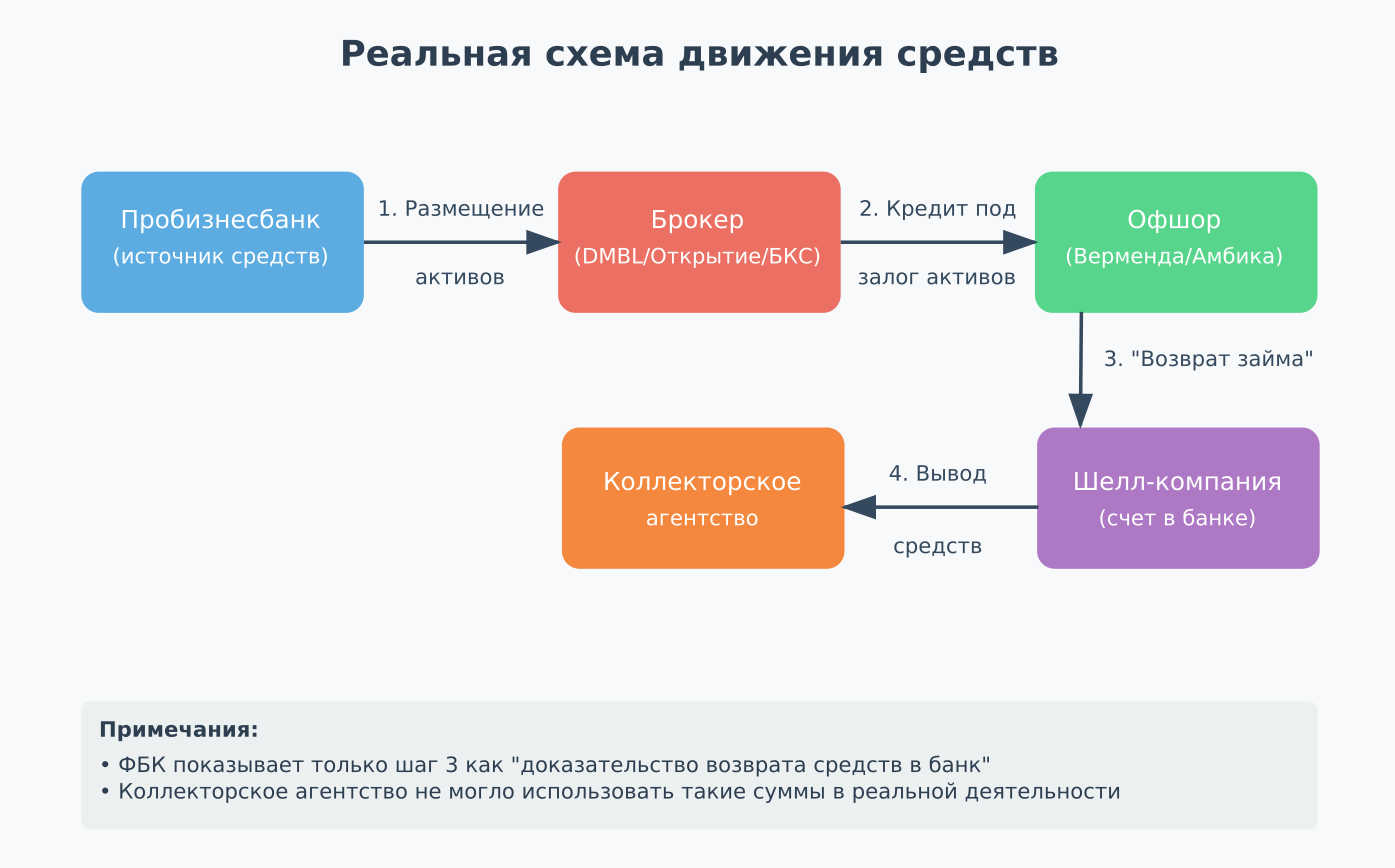 Реальная схема движения средств
Пробизнесбанк
(источник средств)
1. Размещение
активов
Брокер
(DMBL/Открытие/БКС)
2. Кредит под
залог активов
Офшор
(Верменда/Амбика)
3. "Возврат займа"
Коллекторское
агентство
4. Вывод
средств
Шелл-компания
(счет в банке)
Примечания:
• ФБК показывает только шаг 3 как "доказательство возврата средств в банк"
• Коллекторское агентство не могло использовать такие суммы в реальной деятельности